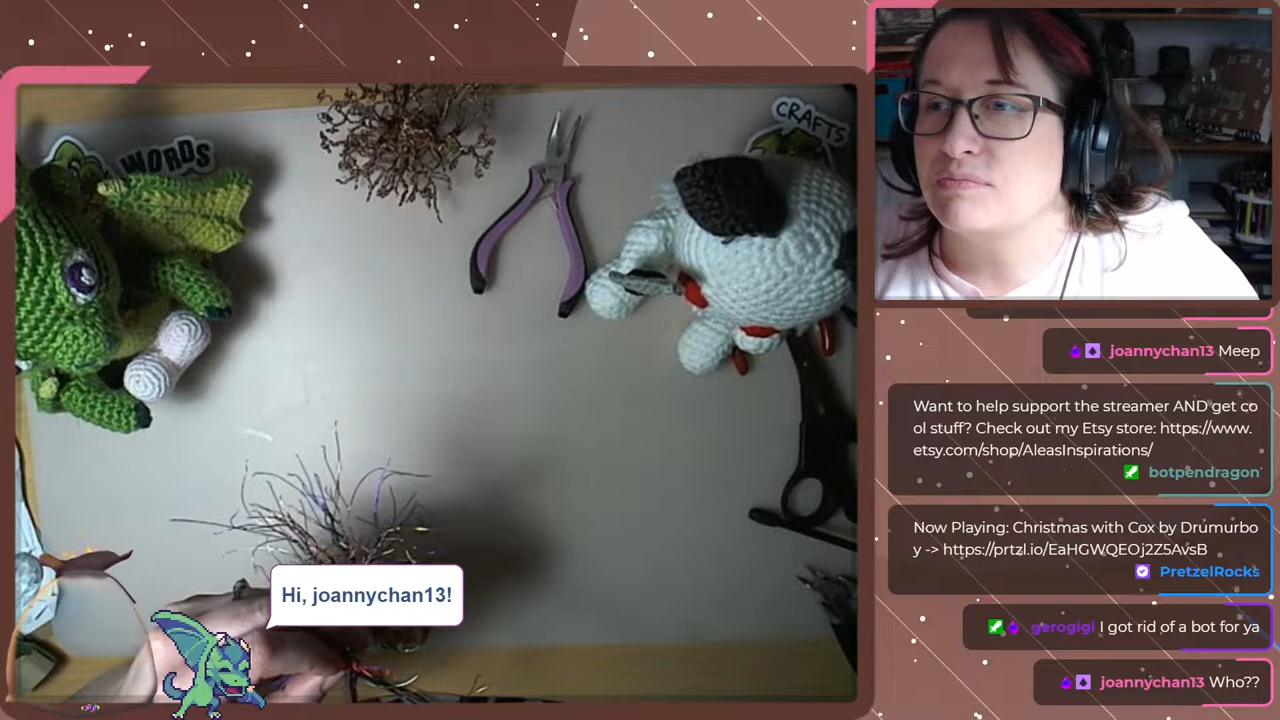 WORDS
CRAFTS
Hi, joannychan13!
joannychan13 Meep
Want to help support the streamer AND get co
ol stuff? Check out my Etsy store: https://www.
etsy.com/shop/AleasInspirations/
botpendragon
Now Playing: Christmas with Cox by Drumurbo
y -> https://prtzl.io/EaHGWQEOj2Z5AvsB
PretzelRocks
gerogigi I got rid of a bot for ya
joannychan13 Who??